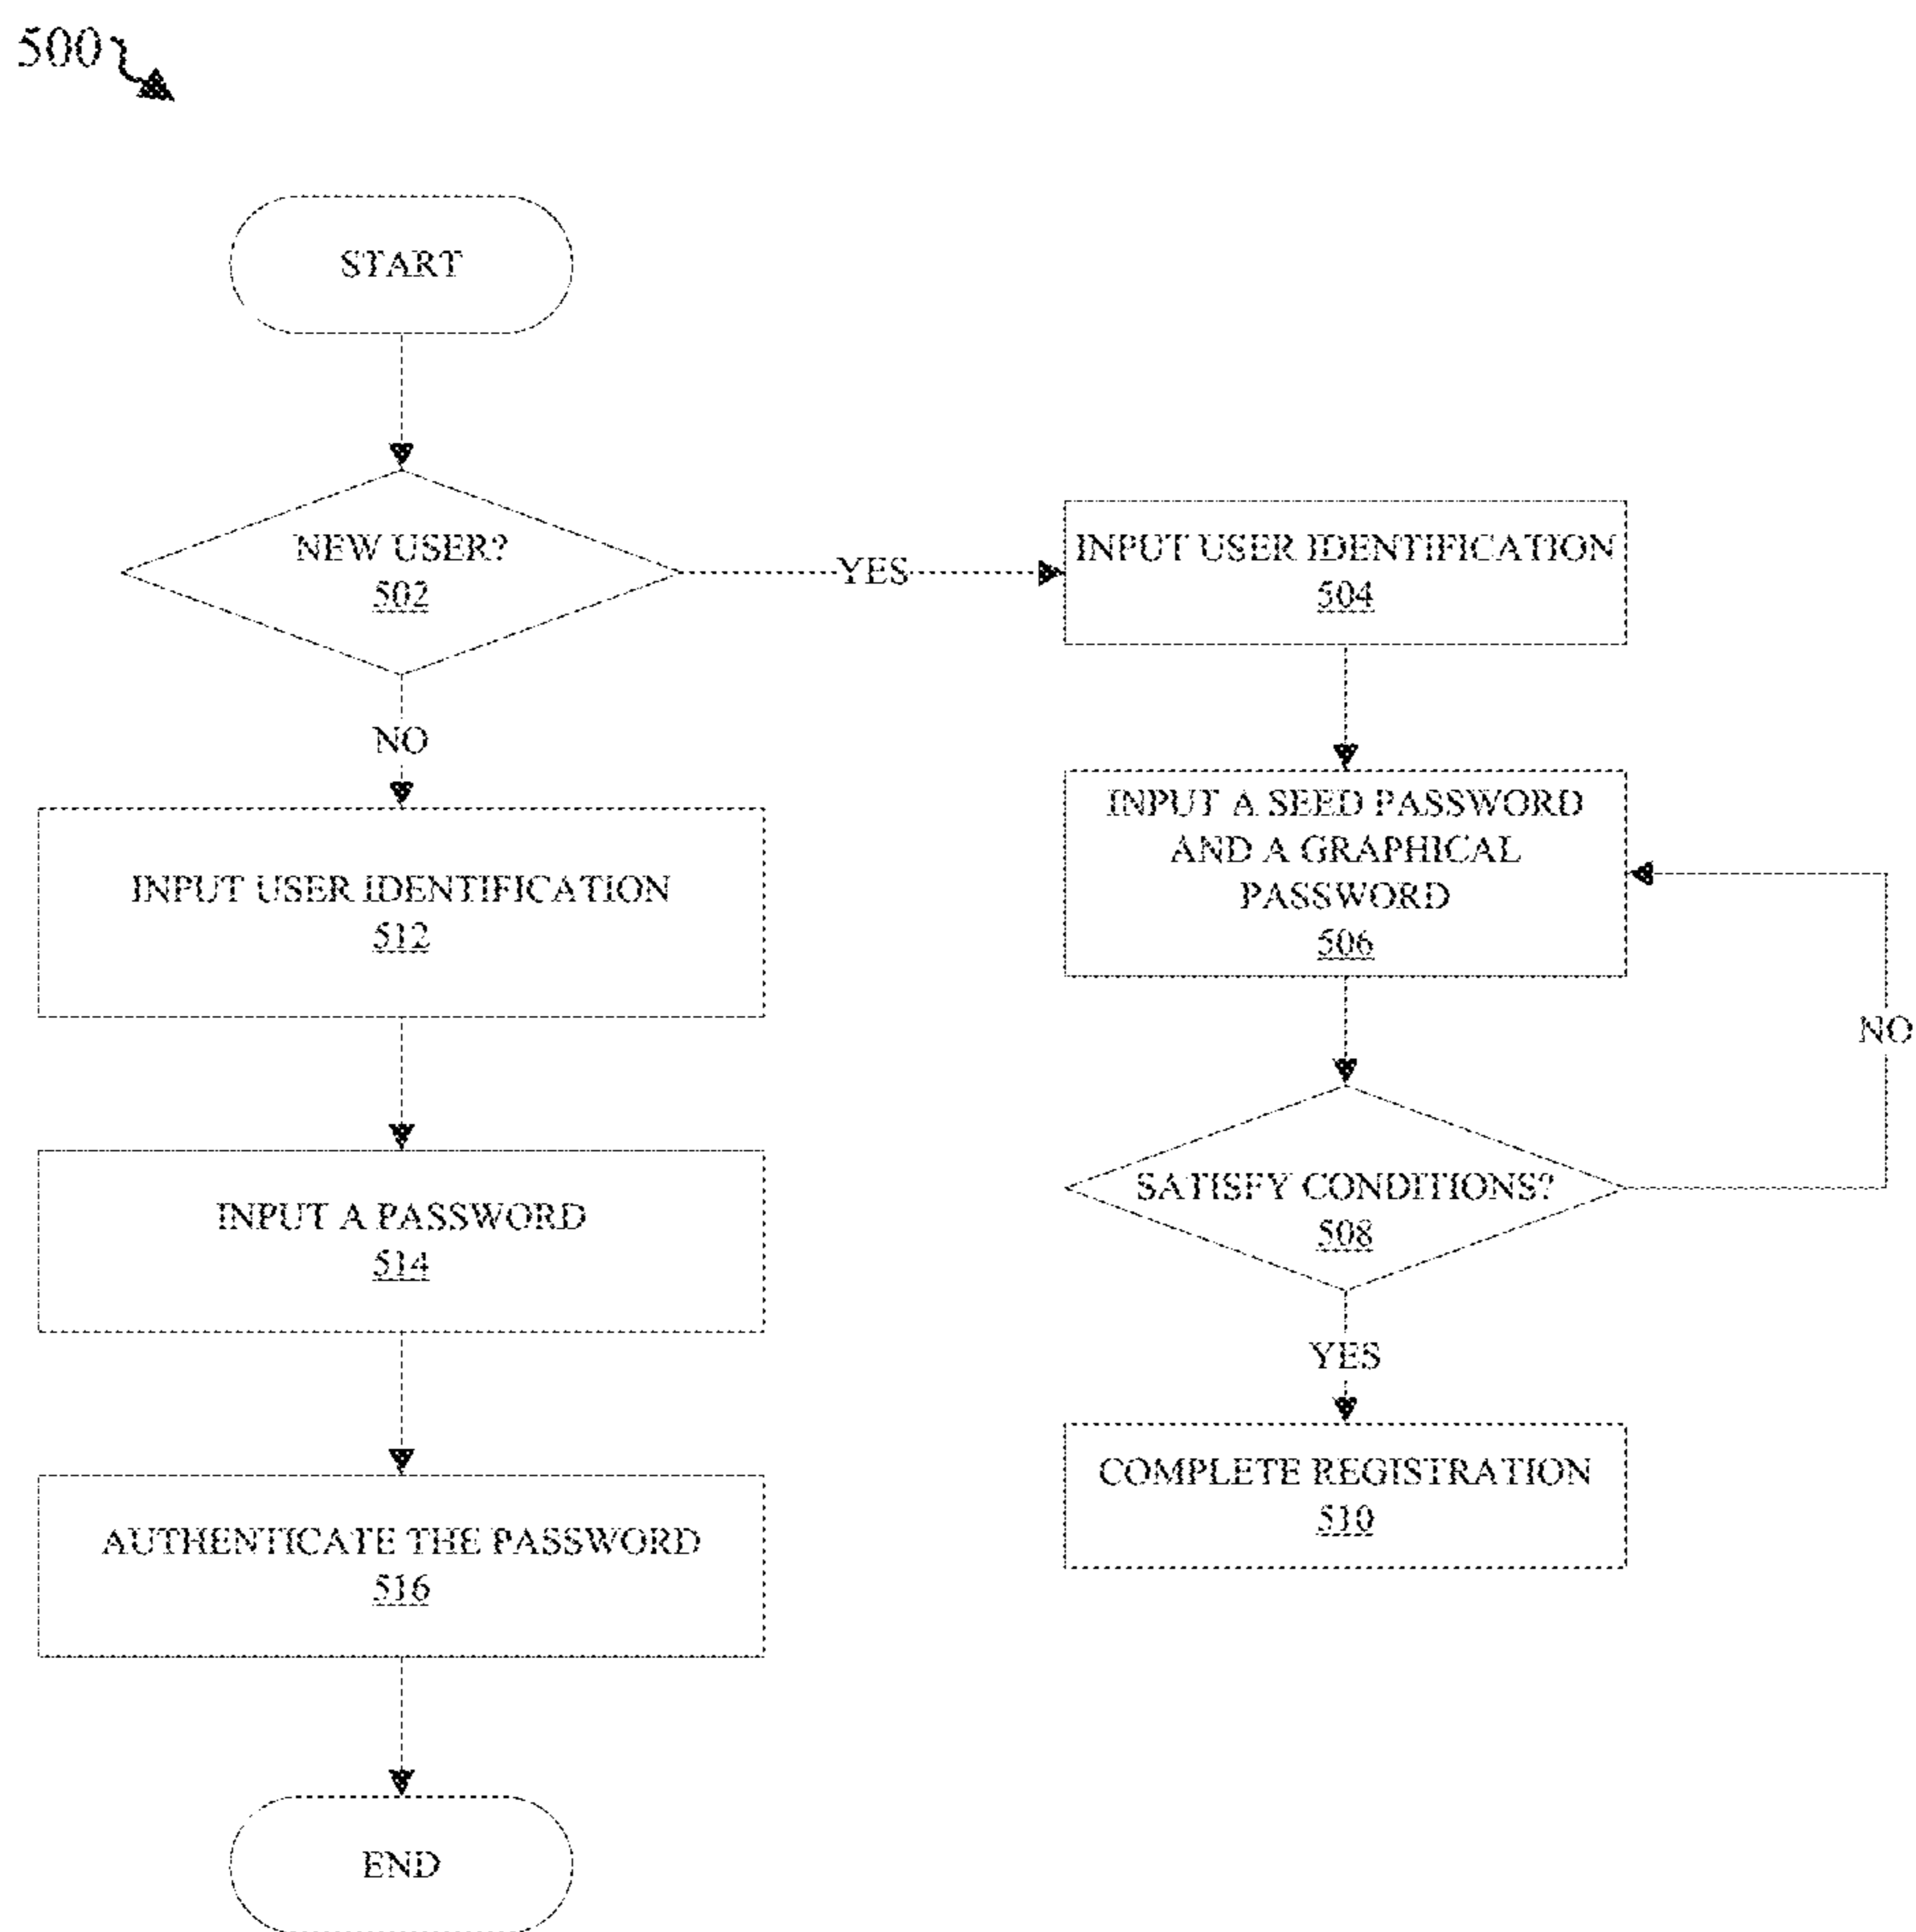 500
START
NEW USER?
502
YES
INPUT USER IDENTIFICATION
504
NO
INPUT USER IDENTIFICATION
512
INPUT A SEED PASSWORD
AND A GRAPHICAL
PASSWORD
506
NO
INPUT A PASSWORD
514
SATISFY CONDITIONS?
508
YES
COMPLETE REGISTRATION
510
AUTHENTICATE THE PASSWORD
516
END